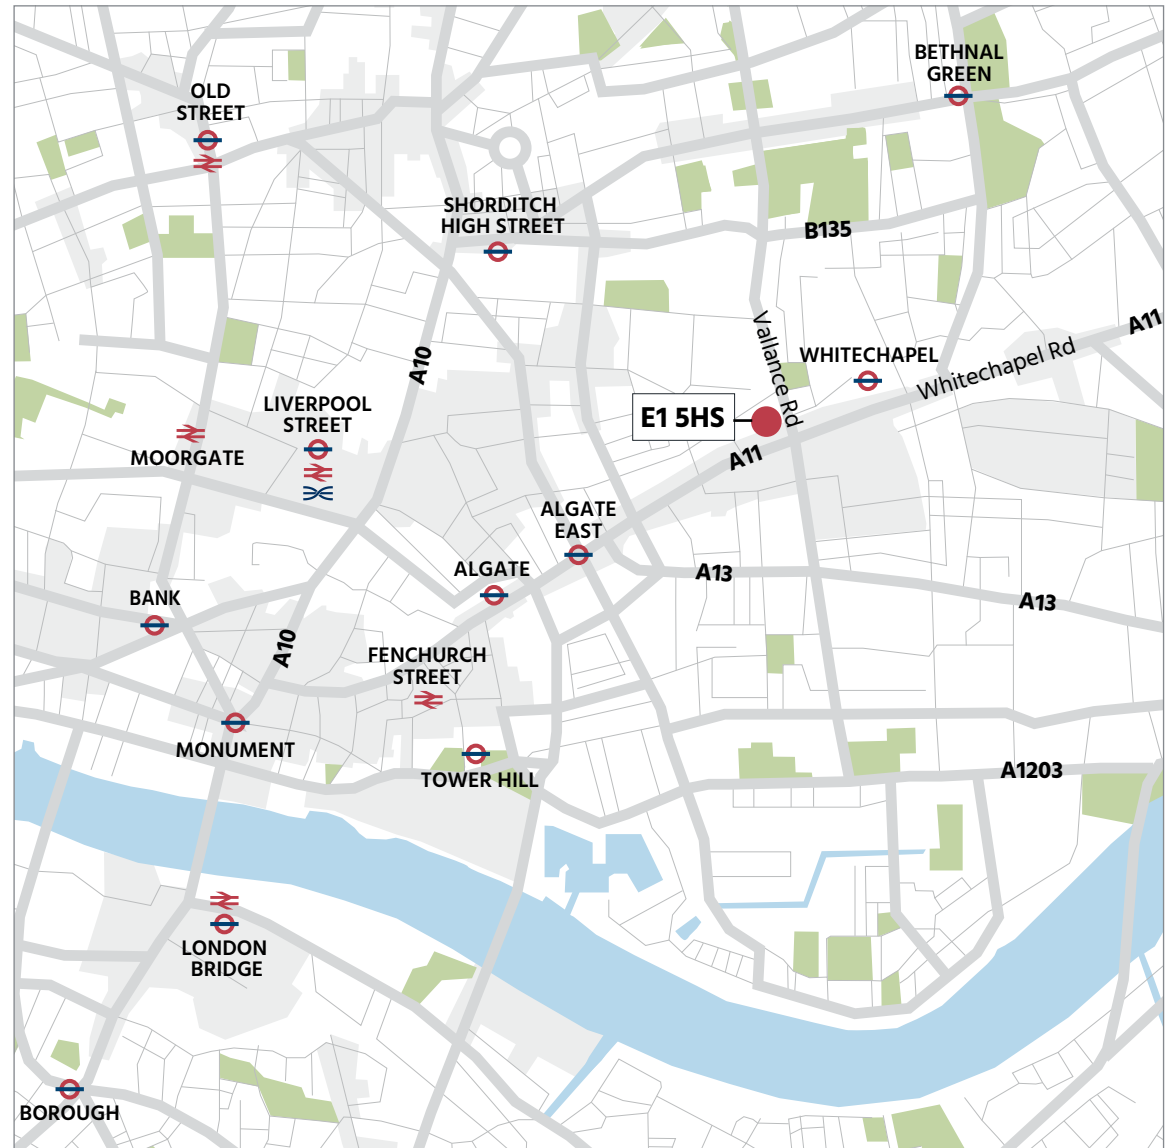 BETHNAL
GREEN
OLD
STREET
SHORDITCH
HIGH STREET
B135
A11
Vallance Rd
WHITECHAPEL
Whitechapel Rd
A10
LIVERPOOL
STREET
E1 5HS
MOORGATE
A11
ALGATE
EAST
ALGATE
A13
A13
BANK
A10
FENCHURCH
STREET
MONUMENT
TOWER HILL
A1203
LONDON
BRIDGE
BOROUGH